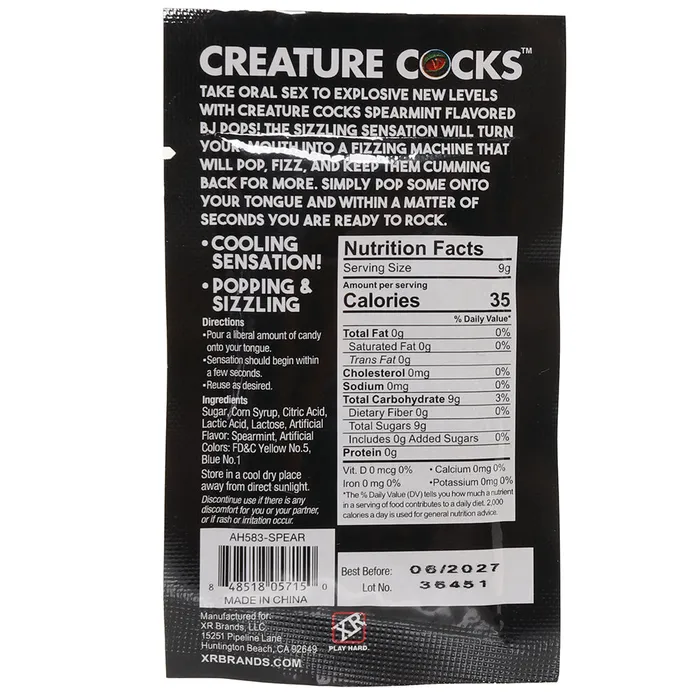 CREATURE COCKS™
TAKE ORAL SEX TO EXPLOSIVE NEW LEVELS
WITH CREATURE COCKS SPEARMINT FLAVORED
BJ POPS! THE SIZZLING SENSATION WILL TURN
YOUR MOUTH INTO A FIZZING MACHINE THAT
WILL POP, FIZZ, AND KEEP THEM CUMMING
BACK FOR MORE. SIMPLY POP SOME ONTO
YOUR TONGUE AND WITHIN A MATTER OF
SECONDS YOU ARE READY TO ROCK.
• COOLING
SENSATION!
• POPPING &
SIZZLING
Directions
•Pour a liberal amount of candy
onto your tongue.
•Sensation should begin within
a few seconds.
•Reuse as desired.
Ingredients
Sugar, Corn Syrup, Citric Acid,
Lactic Acid, Lactose, Artificial
Flavor: Spearmint, Artificial
Colors: FD&C Yellow No.5,
Blue No.1
Store in a cool dry place
away from direct sunlight.
Discontinue use if there is any
discomfort for you or your partner,
or if rash or irritation occur.
Nutrition Facts
Serving Size 9g
Amount per serving
Calories 35
% Daily Value*
Total Fat 0g 0%
Saturated Fat 0g 0%
Trans Fat 0g
Cholesterol 0mg 0%
Sodium 0mg 0%
Total Carbohydrate 9g 3%
Dietary Fiber 0g 0%
Total Sugars 9g
Includes 0g Added Sugars 0%
Protein 0g
Vit. D 0 mcg 0% • Calcium 0mg 0%
Iron 0 mg 0% •Potassium 0mg 0%
*The % Daily Value (DV) tells you how much a nutrient
in a serving of food contributes to a daily diet. 2,000
calories a day is used for general nutrition advice.
AH583-SPEAR
8 48518 05715 0
MADE IN CHINA
Best Before: 06/2027
Lot No. 36451
Manufactured for:
XR Brands, LLC
15251 Pipeline Lane
Huntington Beach, CA 92649
XRBRANDS.COM
XR
PLAY HARD.